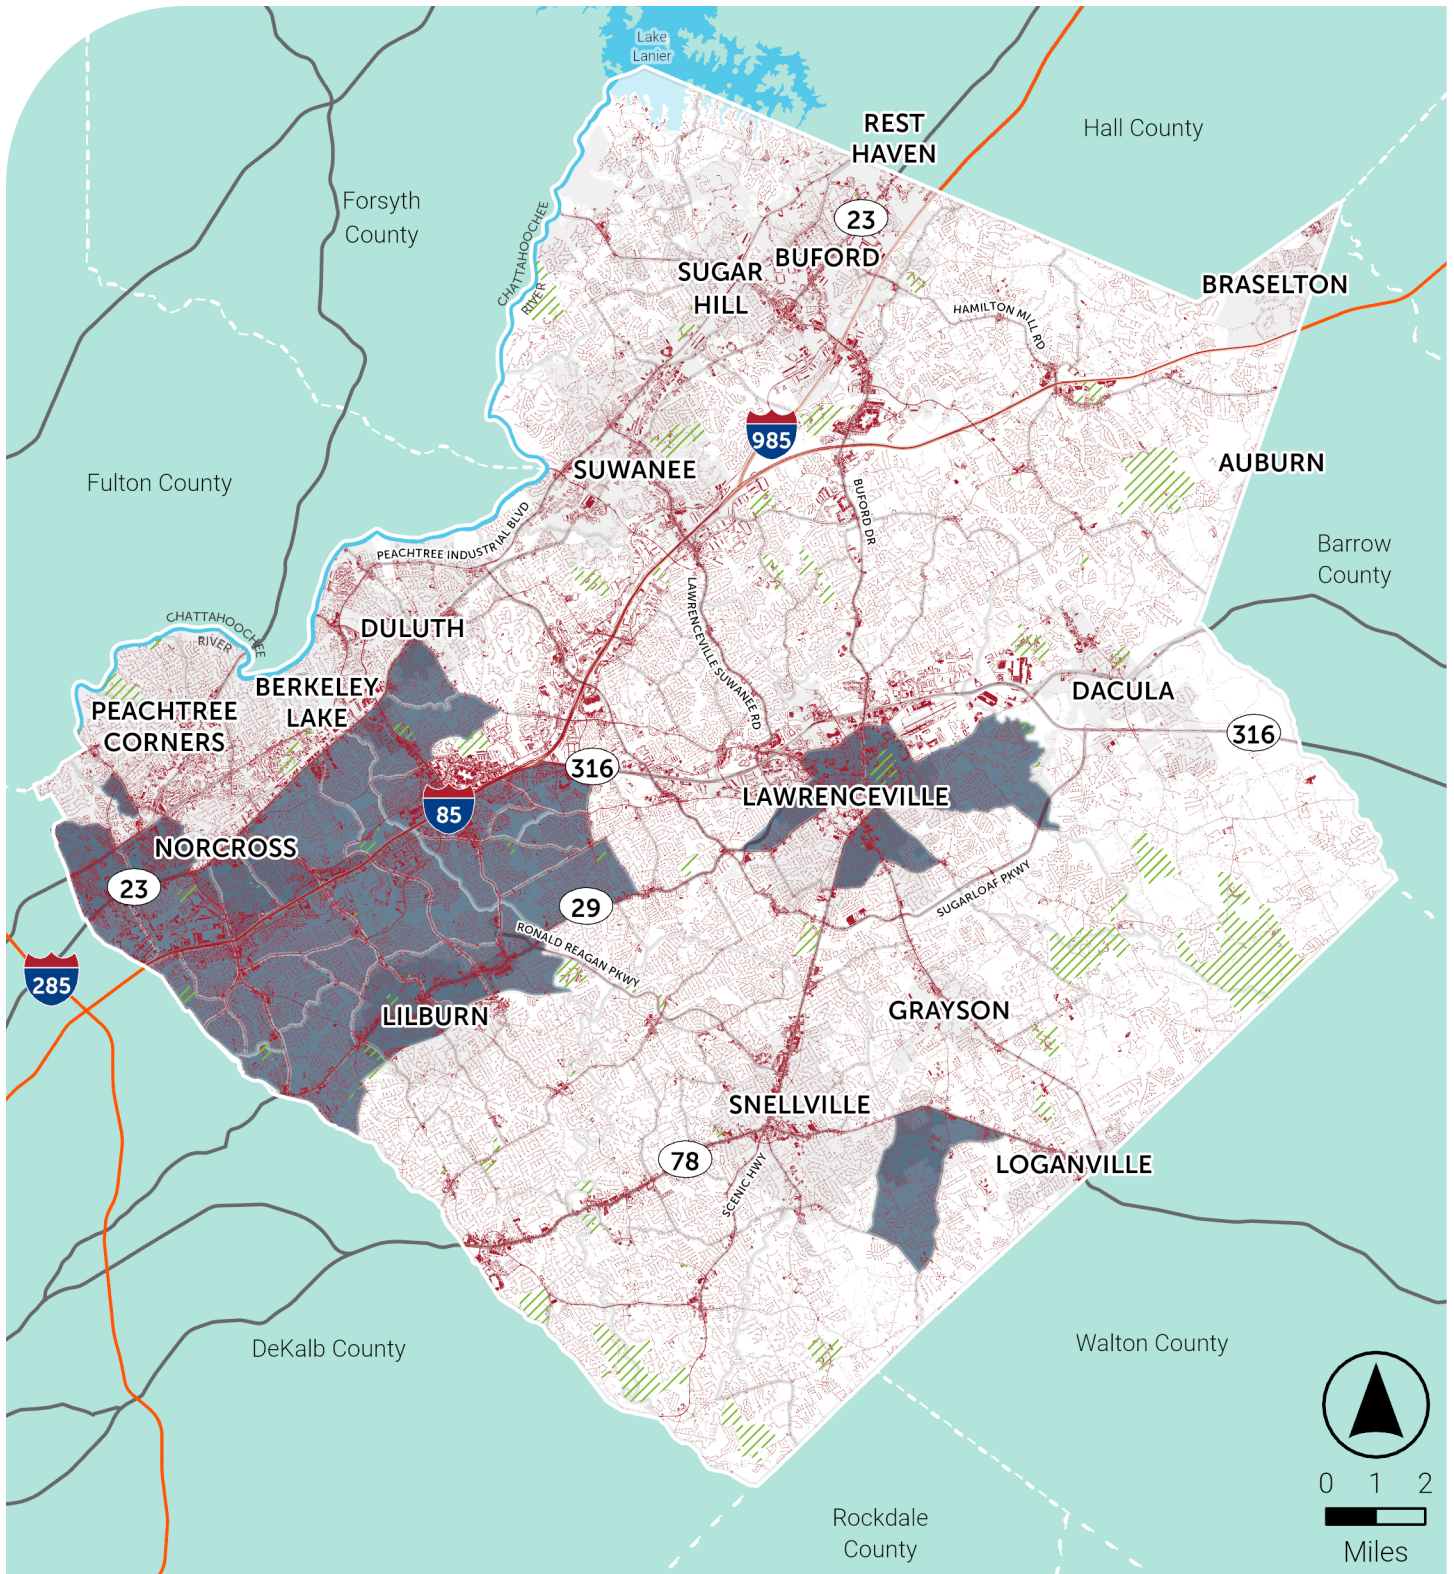 Lake
Lanier
REST
HAVEN
Hall County
Forsyth
County
23
CHATTAHOOCHEE
RIVER
SUGAR
HILL
BUFORD
HAMILTON MILL RD
BRASELTON
985
SUWANEE
AUBURN
Fulton County
BUFORD DR
PEACHTREE INDUSTRIAL BLVD
Barrow
County
LAWRENCEVILLE SUWANEE RD
CHATTAHOOCHEE
RIVER
DULUTH
BERKELEY
LAKE
PEACHTREE
CORNERS
DACULA
316
316
85
LAWRENCEVILLE
NORCROSS
23
29
SUGARLOAF PKWY
RONALD REAGAN PKWY
285
LILBURN
GRAYSON
SNELLVILLE
78
SCENIC HWY
LOGANVILLE
DeKalb County
Walton County
Rockdale
County
0 1 2
Miles